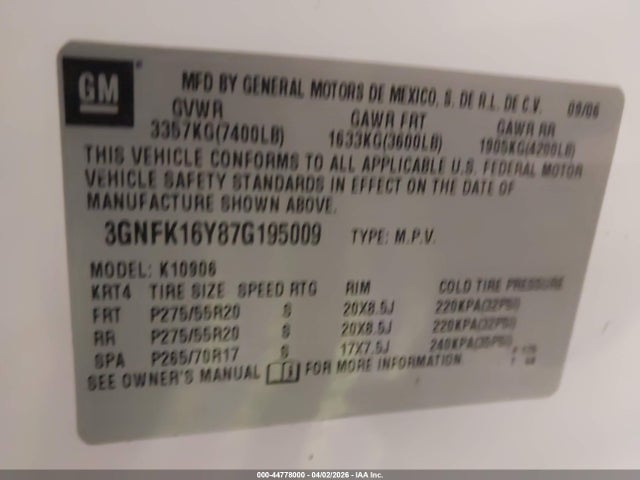 GM
MFD BY GENERAL MOTORS DE MEXICO, S. DE R.L. DE C.V. 09/06
GVWR GAWR FRT GAWR RR
3357KG(7400LB) 1633KG(3600LB) 1905KG(4200LB)
THIS VEHICLE CONFORMS TO ALL APPLICABLE U.S. FEDERAL MOTOR
VEHICLE SAFETY STANDARDS IN EFFECT ON THE DATE OF
MANUFACTURE SHOWN ABOVE.
3GNFK16Y87G195009 TYPE: M.P.V.
MODEL: K10906
KRT4 TIRE SIZE SPEED RTG RIM COLD TIRE PRESSURE
FRT P275/55R20 S 20X8.5J 220KPA(32PSI)
RR P275/55R20 S 20X8.5J 220KPA(32PSI)
SPA P265/70R17 S 17X7.5J 240KPA(35PSI)
SEE OWNER'S MANUAL FOR MORE INFORMATION
000-44778000 - 04/02/2026 - IAA Inc.